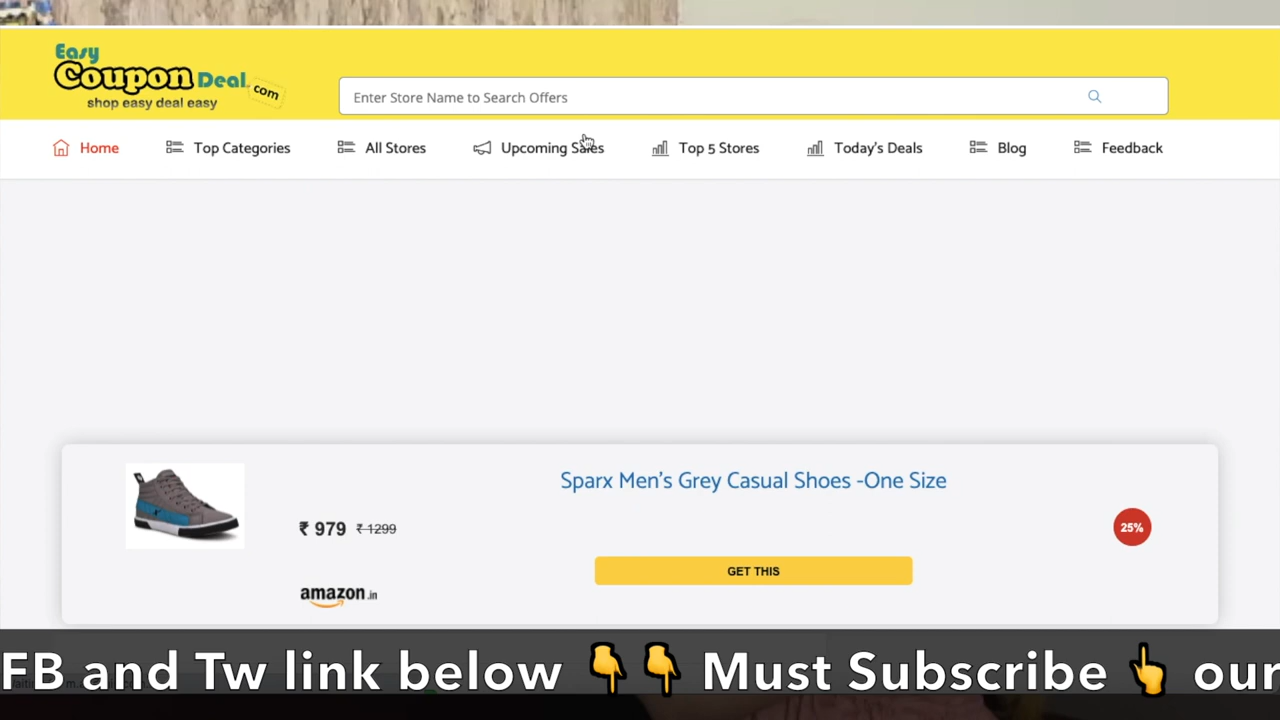 Easy
Coupon Deal.com
shop easy deal easy
Enter Store Name to Search Offers
Home Top Categories All Stores Upcoming Sales Top 5 Stores Today's Deals Blog Feedback
Sparx Men's Grey Casual Shoes -One Size
₹ 979 ₹ 1299
25%
GET THIS
amazon.in
FB and Tw link below 👇👇 Must Subscribe 👆 our